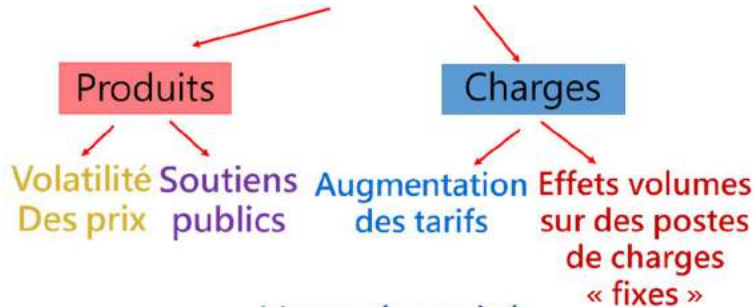 Produits
Charges
Volatilité
Des prix
Soutiens
publics
Augmentation
des tarifs
Effets volumes
sur des postes
de charges
« fixes »